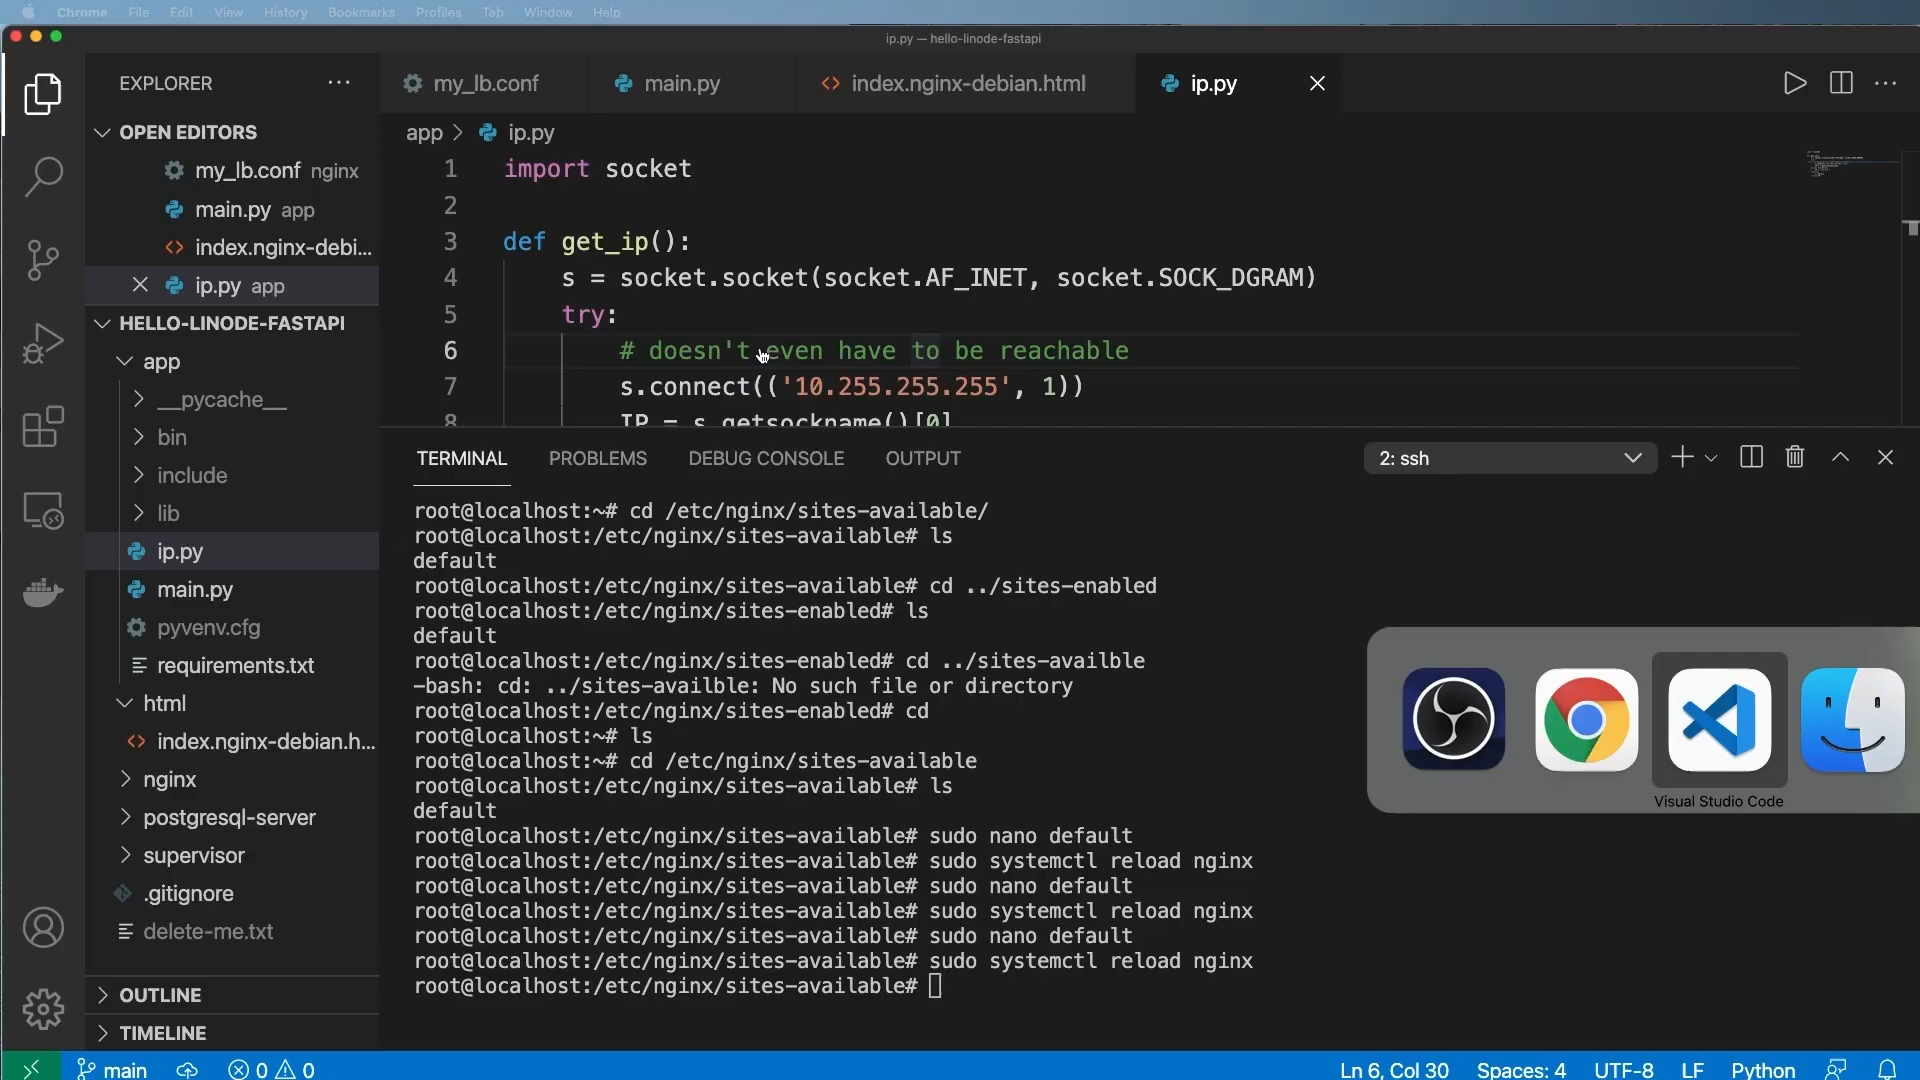 Chrome File Edit View History Bookmarks Profiles Tab Window Help
ip.py — hello-linode-fastapi
EXPLORER
OPEN EDITORS
my_lb.conf nginx
main.py app
index.nginx-debi...
ip.py app
HELLO-LINODE-FASTAPI
app
__pycache__
bin
include
lib
ip.py
main.py
pyvenv.cfg
requirements.txt
html
index.nginx-debian.h...
nginx
postgresql-server
supervisor
.gitignore
delete-me.txt
OUTLINE
TIMELINE
my_lb.conf main.py index.nginx-debian.html ip.py
app > ip.py
1 import socket
2
3 def get_ip():
4 s = socket.socket(socket.AF_INET, socket.SOCK_DGRAM)
5 try:
6 # doesn't even have to be reachable
7 s.connect(('10.255.255.255', 1))
8 IP = s.getsockname()[0]
TERMINAL PROBLEMS DEBUG CONSOLE OUTPUT 2: ssh
root@localhost:~# cd /etc/nginx/sites-available/
root@localhost:/etc/nginx/sites-available# ls
default
root@localhost:/etc/nginx/sites-available# cd ../sites-enabled
root@localhost:/etc/nginx/sites-enabled# ls
default
root@localhost:/etc/nginx/sites-enabled# cd ../sites-availble
-bash: cd: ../sites-availble: No such file or directory
root@localhost:/etc/nginx/sites-enabled# cd
root@localhost:~# ls
root@localhost:~# cd /etc/nginx/sites-available
root@localhost:/etc/nginx/sites-available# ls
default
root@localhost:/etc/nginx/sites-available# sudo nano default
root@localhost:/etc/nginx/sites-available# sudo systemctl reload nginx
root@localhost:/etc/nginx/sites-available# sudo nano default
root@localhost:/etc/nginx/sites-available# sudo systemctl reload nginx
root@localhost:/etc/nginx/sites-available# sudo nano default
root@localhost:/etc/nginx/sites-available# sudo systemctl reload nginx
root@localhost:/etc/nginx/sites-available#
Visual Studio Code
main 0 0 Ln 6, Col 30 Spaces: 4 UTF-8 LF Python